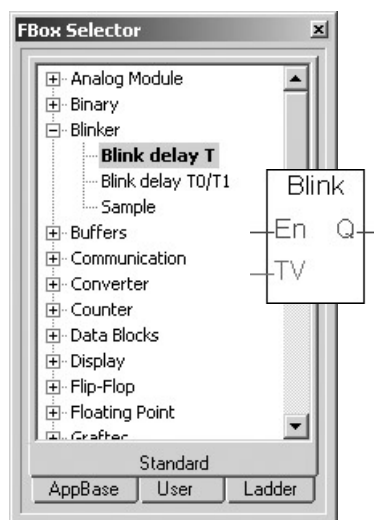 FBox Selector
Analog Module
Binary
Blinker
Blink delay T
Blink delay T0/T1
Sample
Buffers
Communication
Converter
Counter
Data Blocks
Display
Flip-Flop
Floating Point
Graftec
Standard
AppBase User Ladder
Blink
En Q
TV